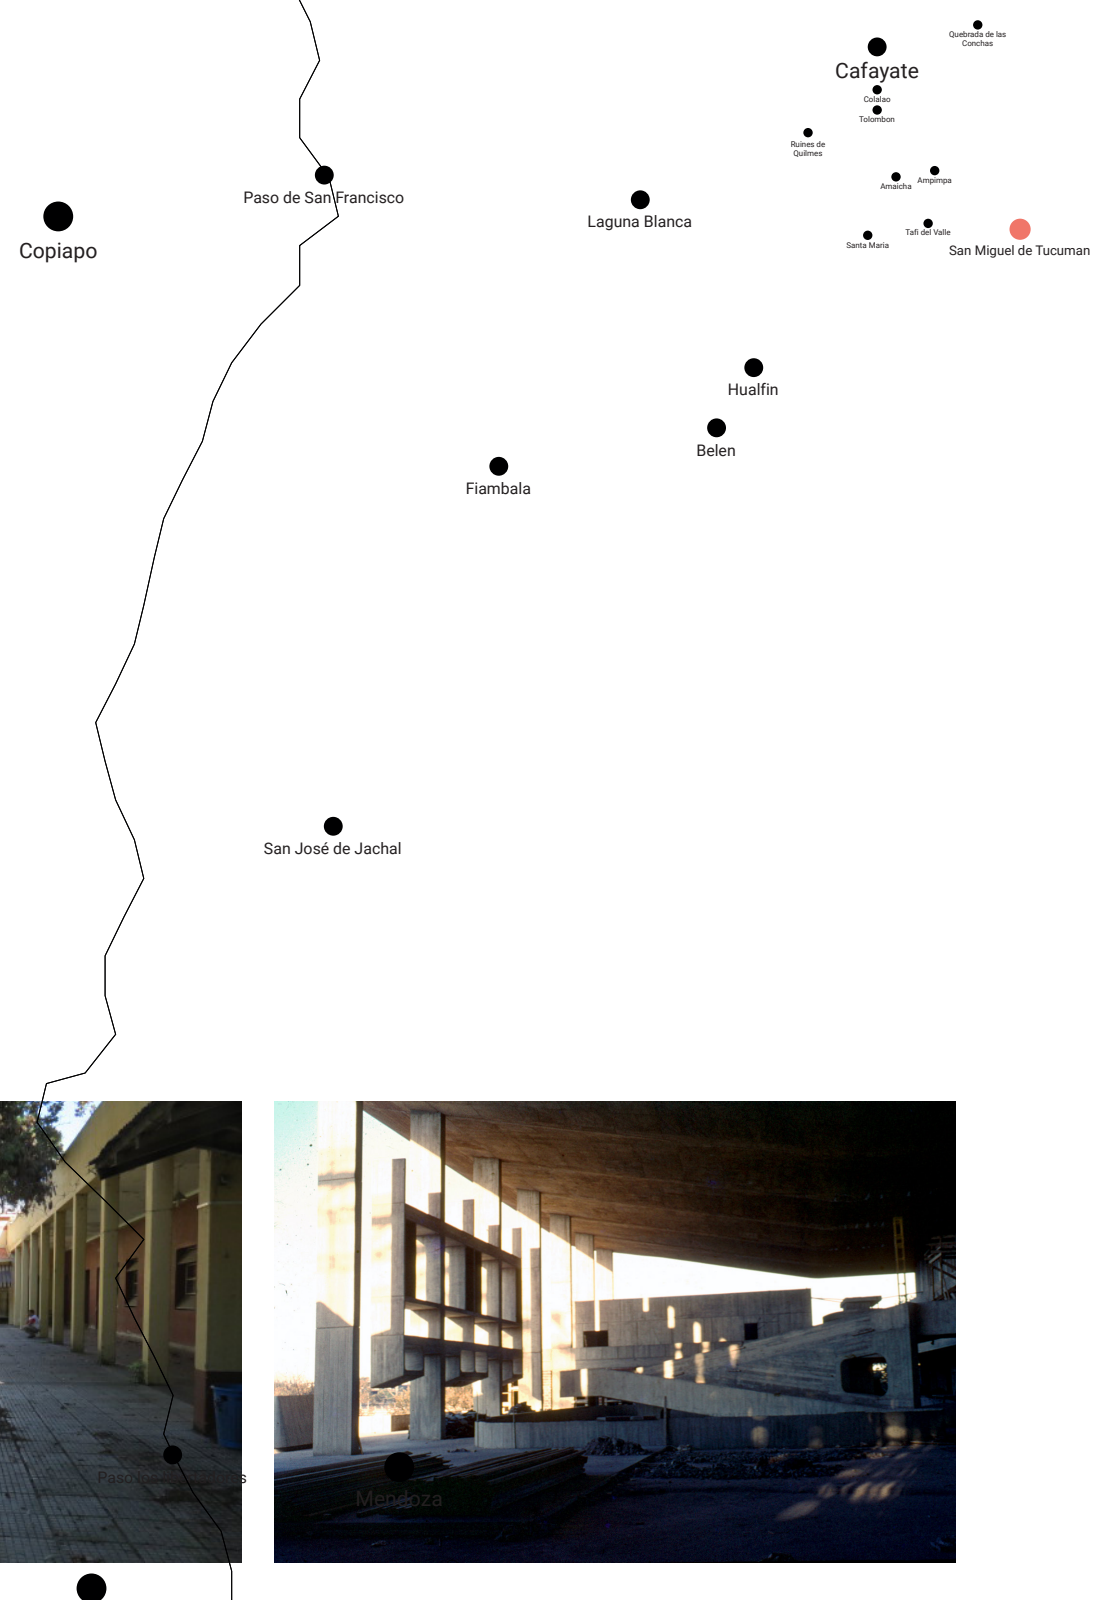 Quebrada de las
Conchas
Cafayate
Colalao
Tolombon
Ruines de
Quilmes
Paso de San Francisco
Amaicha
Ampimpa
Laguna Blanca
Copiapo
Tafi del Valle
Santa Maria
San Miguel de Tucuman
Hualfin
Belen
Fiambala
San José de Jachal
Paso
Mendoza